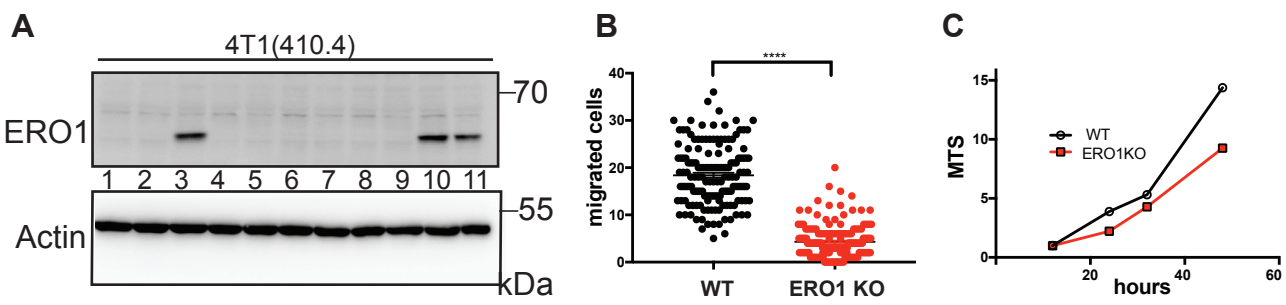 A
4T1(410.4)
70
ERO1
1 2 3 4 5 6 7 8 9 10 11
55
Actin
kDa
B
****
migrated cells
40
30
20
10
0
WT
ERO1 KO
C
MTS
15
10
5
0
WT
ERO1KO
20
40
60
hours